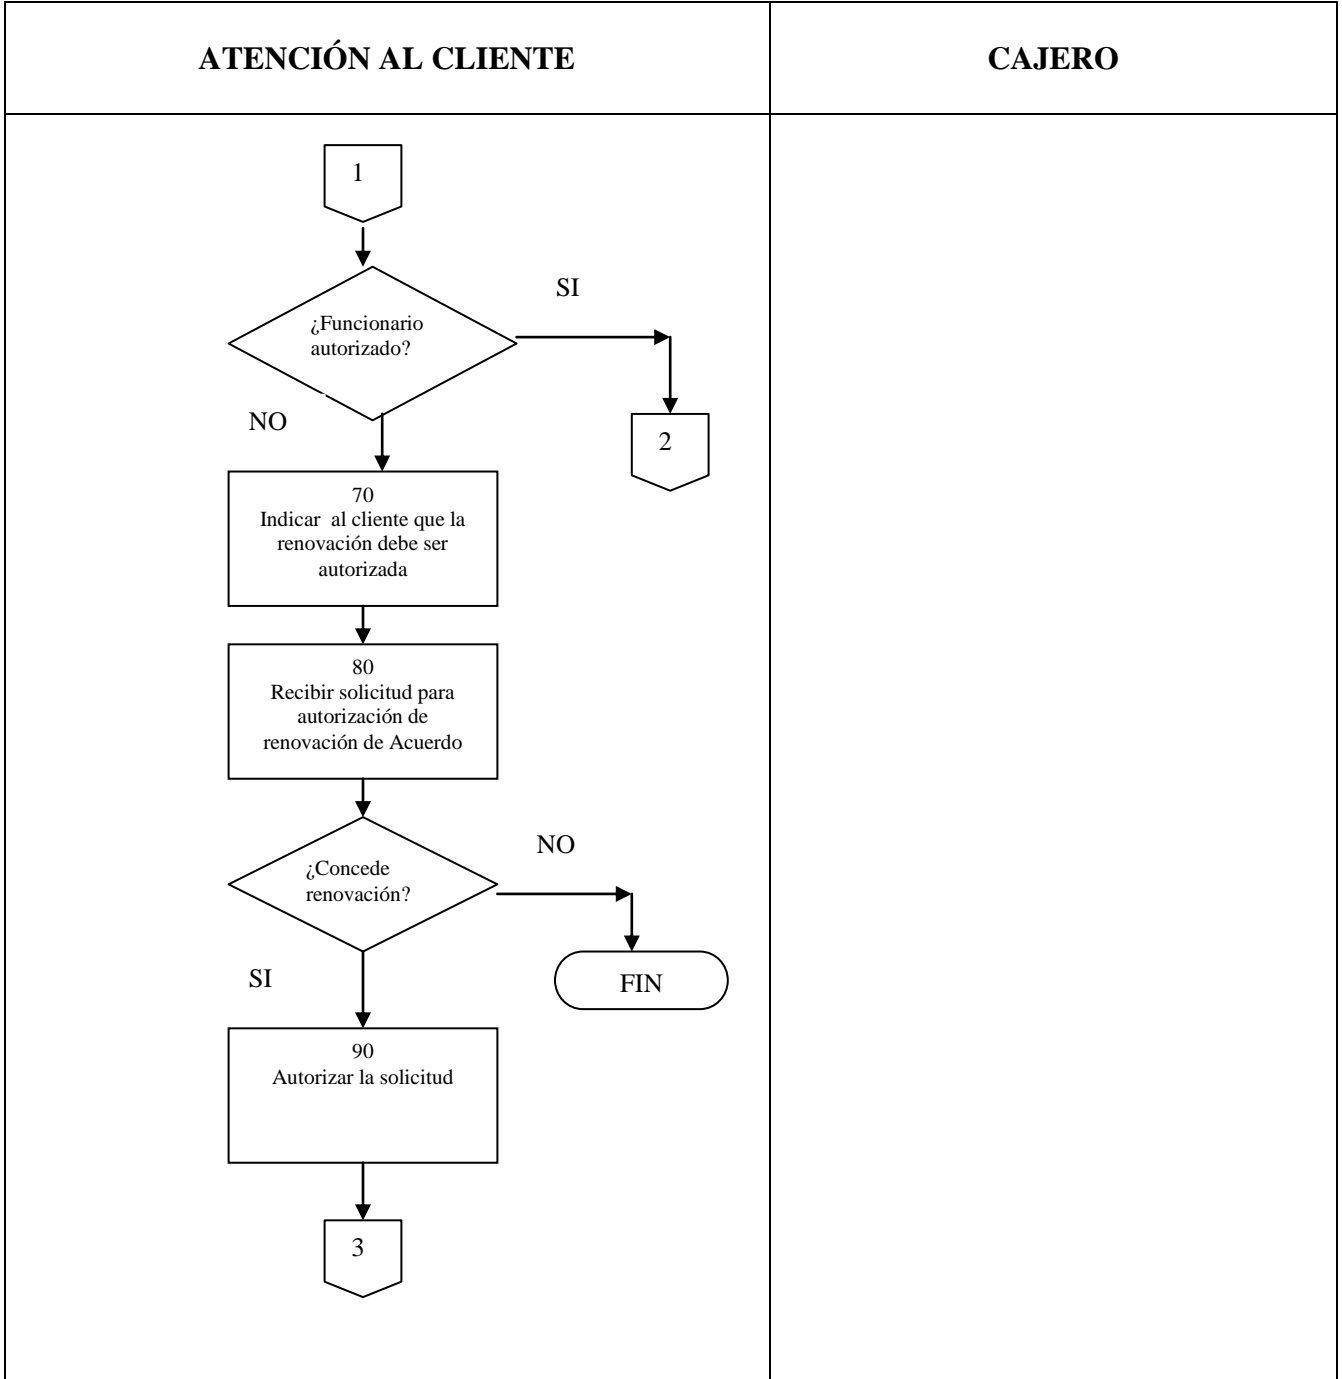 ATENCIÓN AL CLIENTE
CAJERO
1
¿Funcionario
autorizado?
SI
NO
2
70
Indicar al cliente que la
renovación debe ser
autorizada
80
Recibir solicitud para
autorización de
renovación de Acuerdo
¿Concede
renovación?
NO
SI
FIN
90
Autorizar la solicitud
3